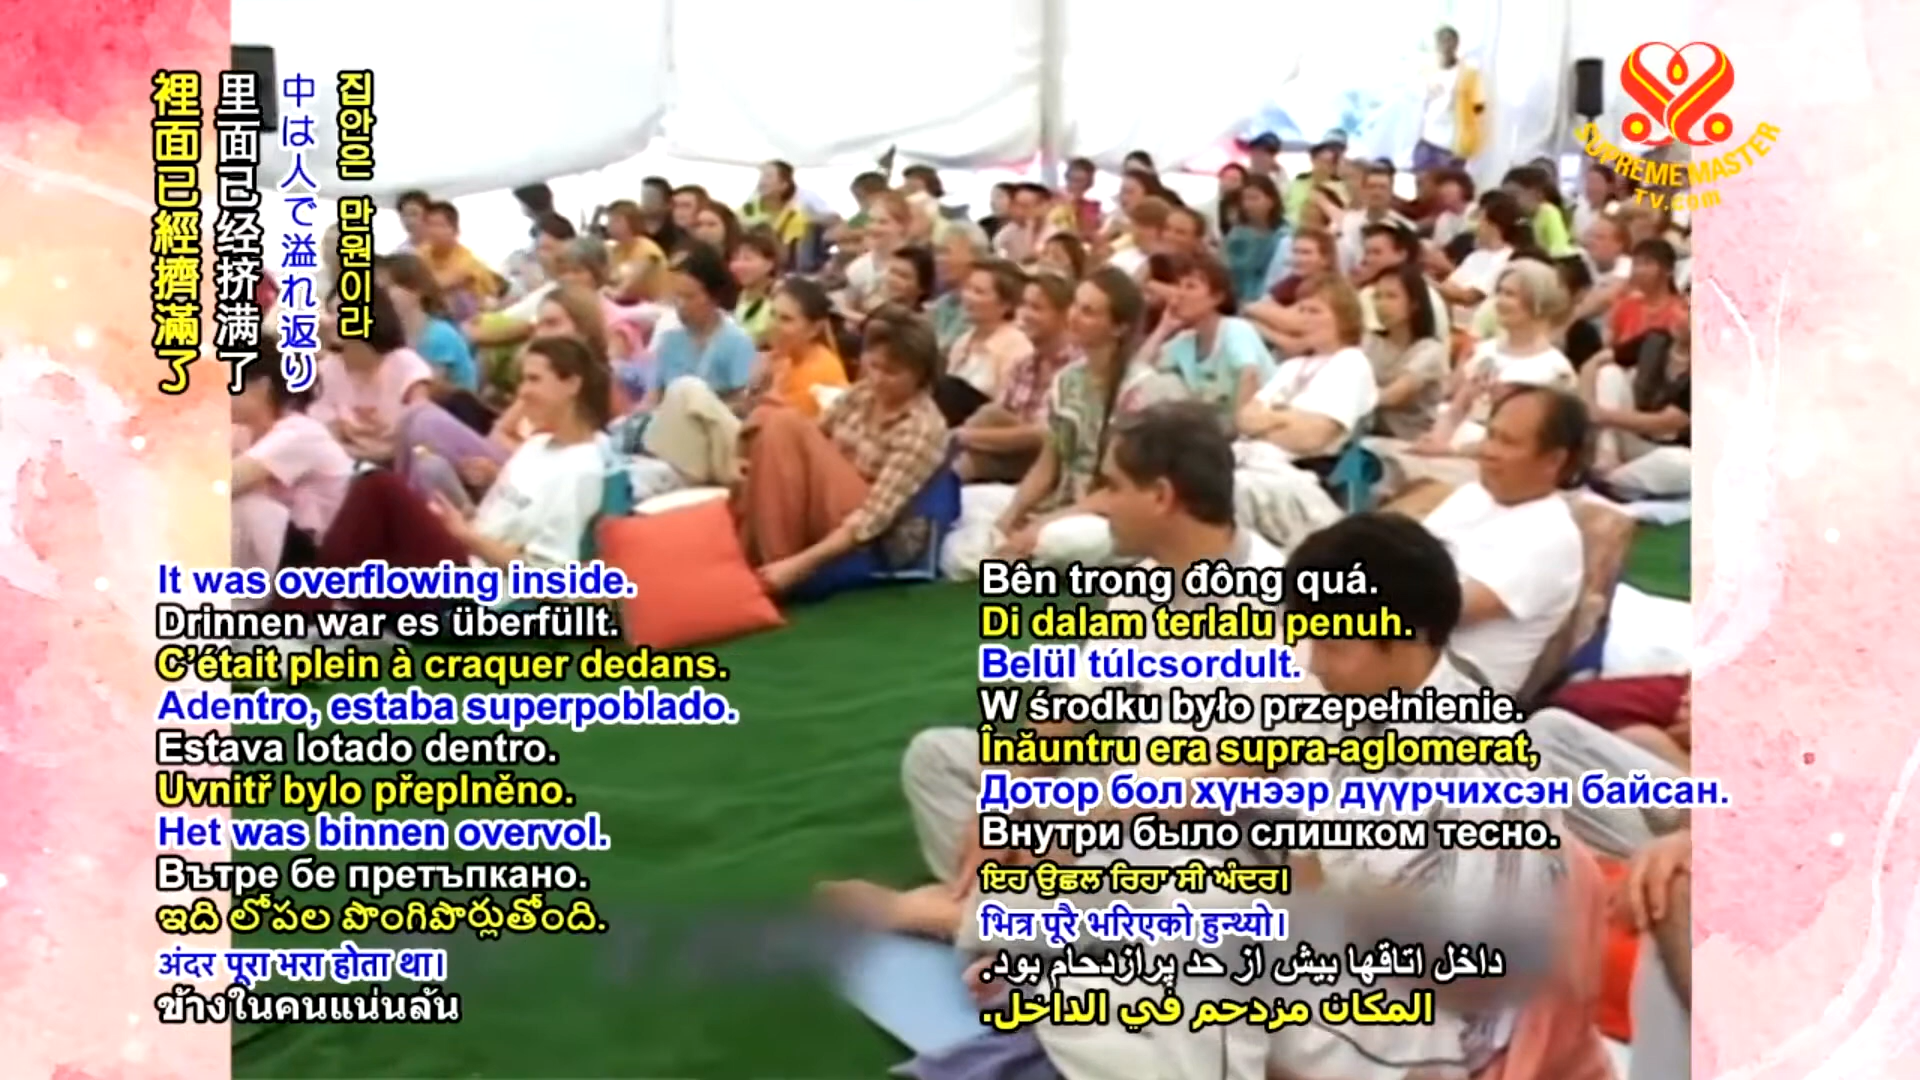 裡面已經擠滿了
里面已经挤满了
中は人で溢れ返り
집안은 만원이라
SUPREME MASTER
TV.com
It was overflowing inside.
Drinnen war es überfüllt.
C’était plein à craquer dedans.
Adentro, estaba superpoblado.
Estava lotado dentro.
Uvnitř bylo přeplněno.
Het was binnen overvol.
Вътре бе претъпкано.
ఇది లోపల పొంగిపొర్లుతోంది.
अंदर पूरा भरा होता था।
ข้างในคนแน่นล้น
Bên trong đông quá.
Di dalam terlalu penuh.
Belül túlcsordult.
W środku było przepełnienie.
Înăuntru era supra-aglomerat,
Дотор бол хүнээр дүүрчихсэн байсан.
Внутри было слишком тесно.
ਇਹ ਉਛਲ ਰਿਹਾ ਸੀ ਅੰਦਰ।
भित्र पूरै भरिएको हुन्थ्यो।
داخل اتاقها بیش از حد پرازدحام بود.
المكان مزدحم في الداخل.